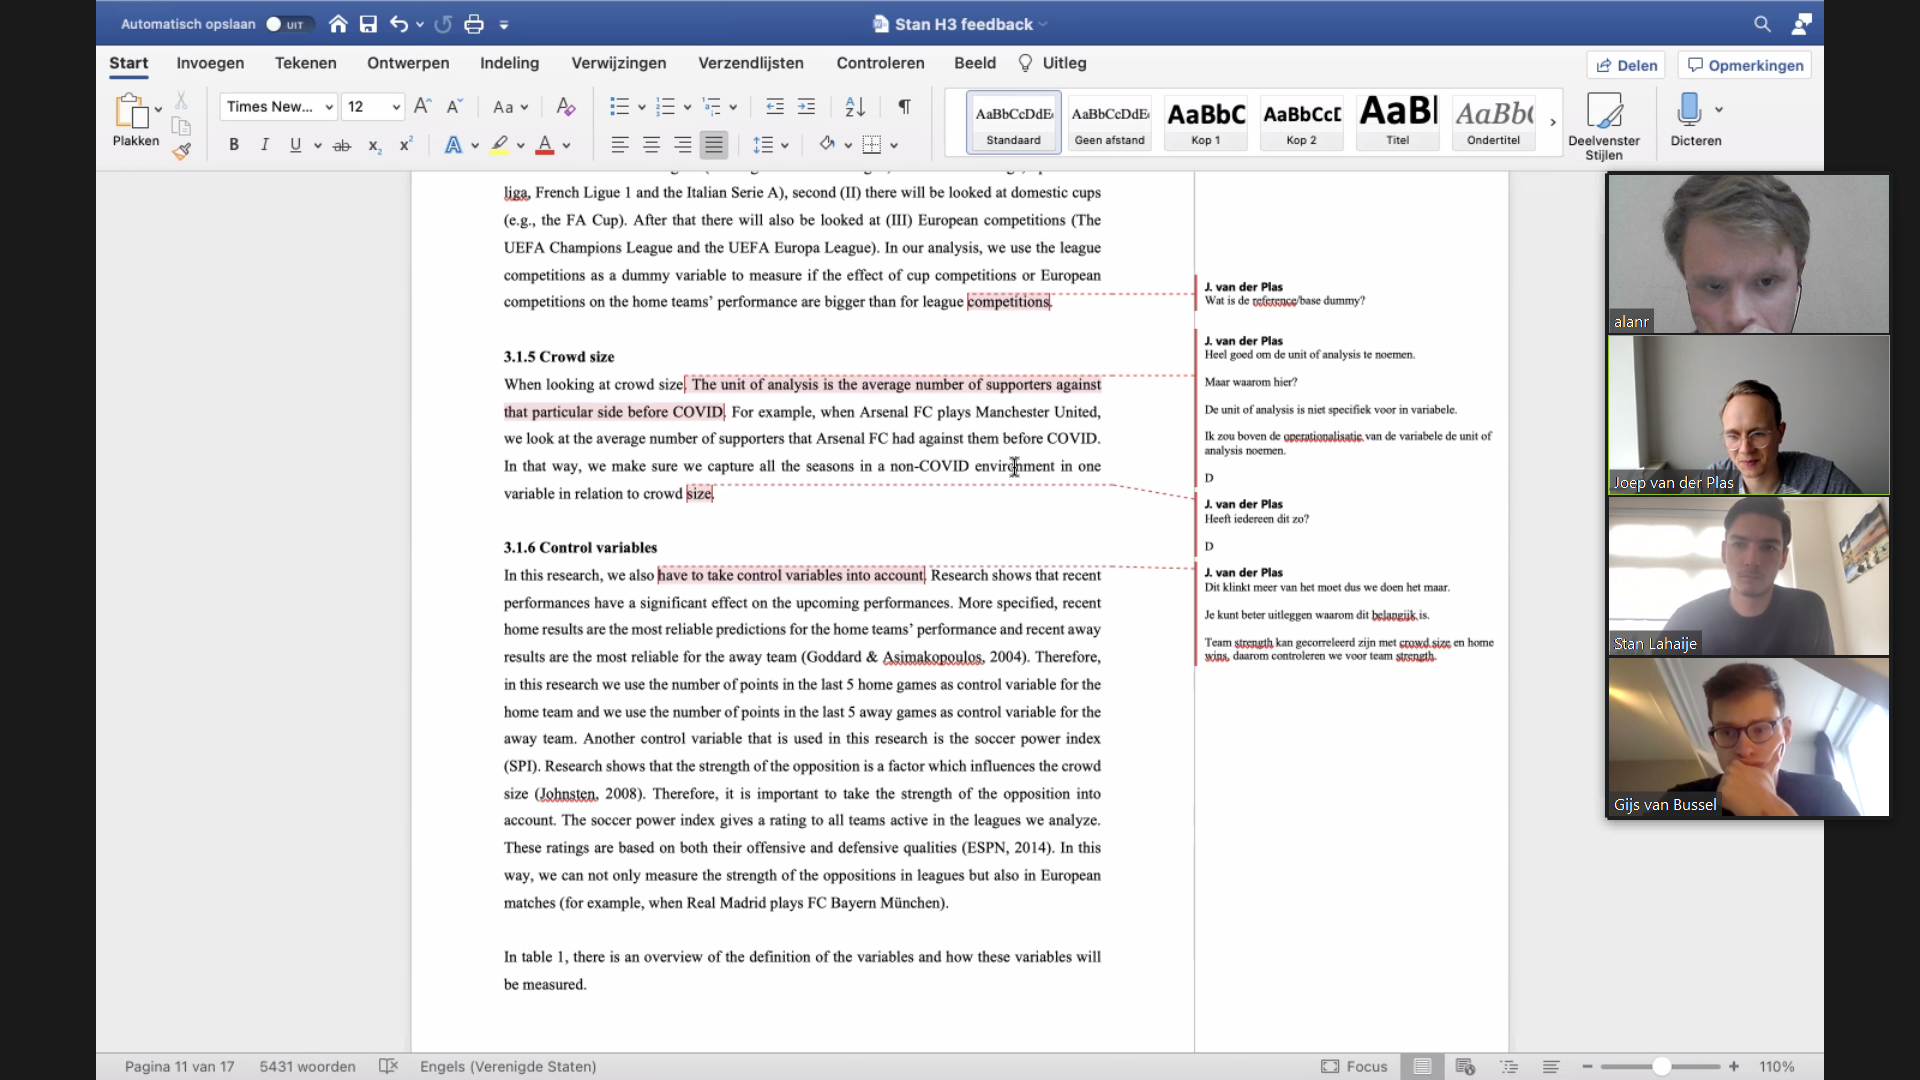 Automatisch opslaan UIT
Stan H3 feedback
Start Invoegen Tekenen Ontwerpen Indeling Verwijzingen Verzendlijsten Controleren Beeld Uitleg
Delen Opmerkingen
Plakken
Times New... 12
AaBbCcDdE AaBbCcDdE AaBbC AaBbCcD AaB AaBb
Standaard Geen afstand Kop 1 Kop 2 Titel Ondertitel
Deelvenster Stijlen
Dicteren
liga, French Ligue 1 and the Italian Serie A), second (II) there will be looked at domestic cups
(e.g., the FA Cup). After that there will also be looked at (III) European competitions (The
UEFA Champions League and the UEFA Europa League). In our analysis, we use the league
competitions as a dummy variable to measure if the effect of cup competitions or European
competitions on the home teams’ performance are bigger than for league competitions.
3.1.5 Crowd size
When looking at crowd size. The unit of analysis is the average number of supporters against
that particular side before COVID. For example, when Arsenal FC plays Manchester United,
we look at the average number of supporters that Arsenal FC had against them before COVID.
In that way, we make sure we capture all the seasons in a non-COVID environment in one
variable in relation to crowd size.
3.1.6 Control variables
In this research, we also have to take control variables into account. Research shows that recent
performances have a significant effect on the upcoming performances. More specified, recent
home results are the most reliable predictions for the home teams’ performance and recent away
results are the most reliable for the away team (Goddard & Asimakopoulos, 2004). Therefore,
in this research we use the number of points in the last 5 home games as control variable for the
home team and we use the number of points in the last 5 away games as control variable for the
away team. Another control variable that is used in this research is the soccer power index
(SPI). Research shows that the strength of the opposition is a factor which influences the crowd
size (Johnsten, 2008). Therefore, it is important to take the strength of the opposition into
account. The soccer power index gives a rating to all teams active in the leagues we analyze.
These ratings are based on both their offensive and defensive qualities (ESPN, 2014). In this
way, we can not only measure the strength of the oppositions in leagues but also in European
matches (for example, when Real Madrid plays FC Bayern München).
In table 1, there is an overview of the definition of the variables and how these variables will
be measured.
J. van der Plas
Wat is de reference/base dummy?
J. van der Plas
Heel goed om de unit of analysis te noemen.
Maar waarom hier?
De unit of analysis is niet specifiek voor in variabele.
Ik zou boven de operationalisatie van de variabele de unit of
analysis noemen.
D
J. van der Plas
Heeft iedereen dit zo?
D
J. van der Plas
Dit klinkt meer van het moet dus we doen het maar.
Je kunt beter uitleggen waarom dit belangijk is.
Team strength kan gecorreleerd zijn met crowd size en home
wins, daarom controleren we voor team strength.
alanr
Joep van der Plas
Stan Lahaije
Gijs van Bussel
Pagina 11 van 17 5431 woorden Engels (Verenigde Staten) Focus 110%